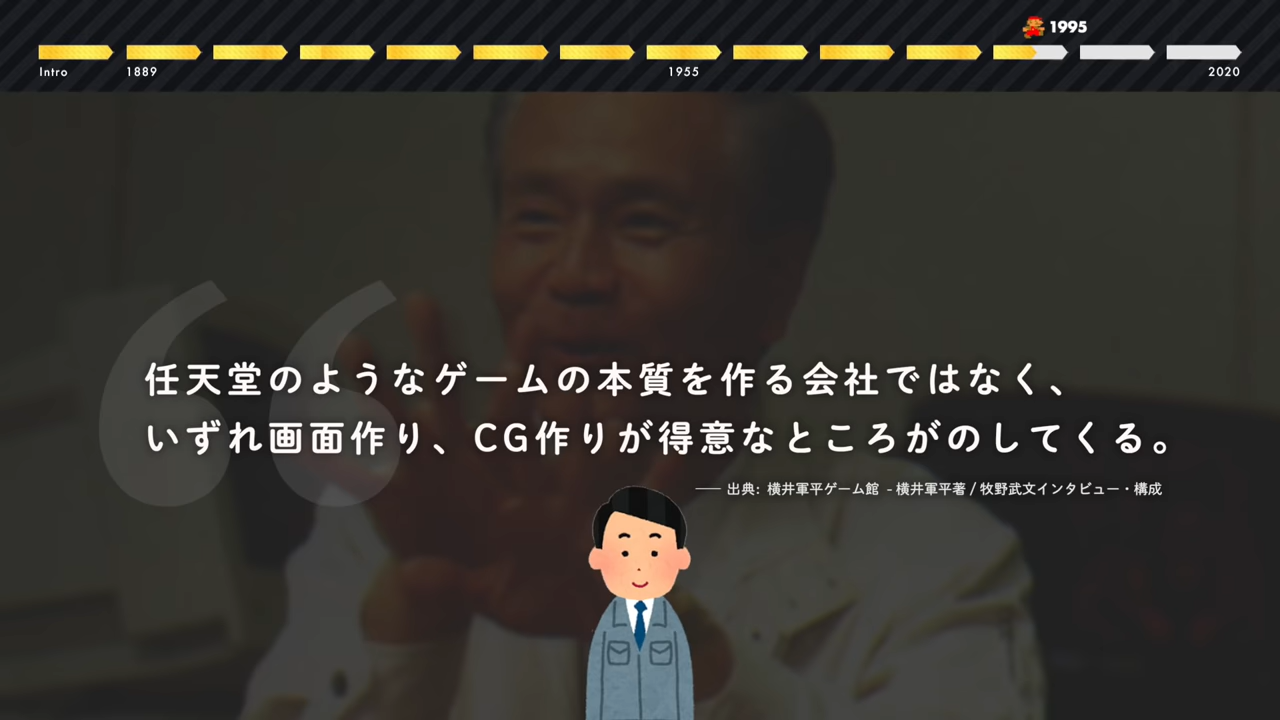 1995
Intro
1889
1955
2020
任天堂のようなゲームの本質を作る会社ではなく、
いずれ画面作り、CG作りが得意なところがのしてくる。
── 出典: 横井軍平ゲーム館 - 横井軍平著 / 牧野武文インタビュー・構成